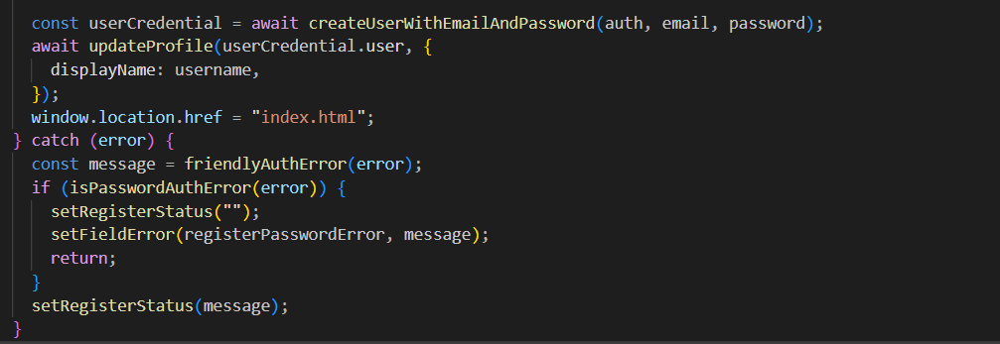 const userCredential = await createUserWithEmailAndPassword(auth, email, password);
await updateProfile(userCredential.user, {
displayName: username,
});
window.location.href = "index.html";
} catch (error) {
const message = friendlyAuthError(error);
if (isPasswordAuthError(error)) {
setRegisterStatus("");
setFieldError(registerPasswordError, message);
return;
}
setRegisterStatus(message);
}